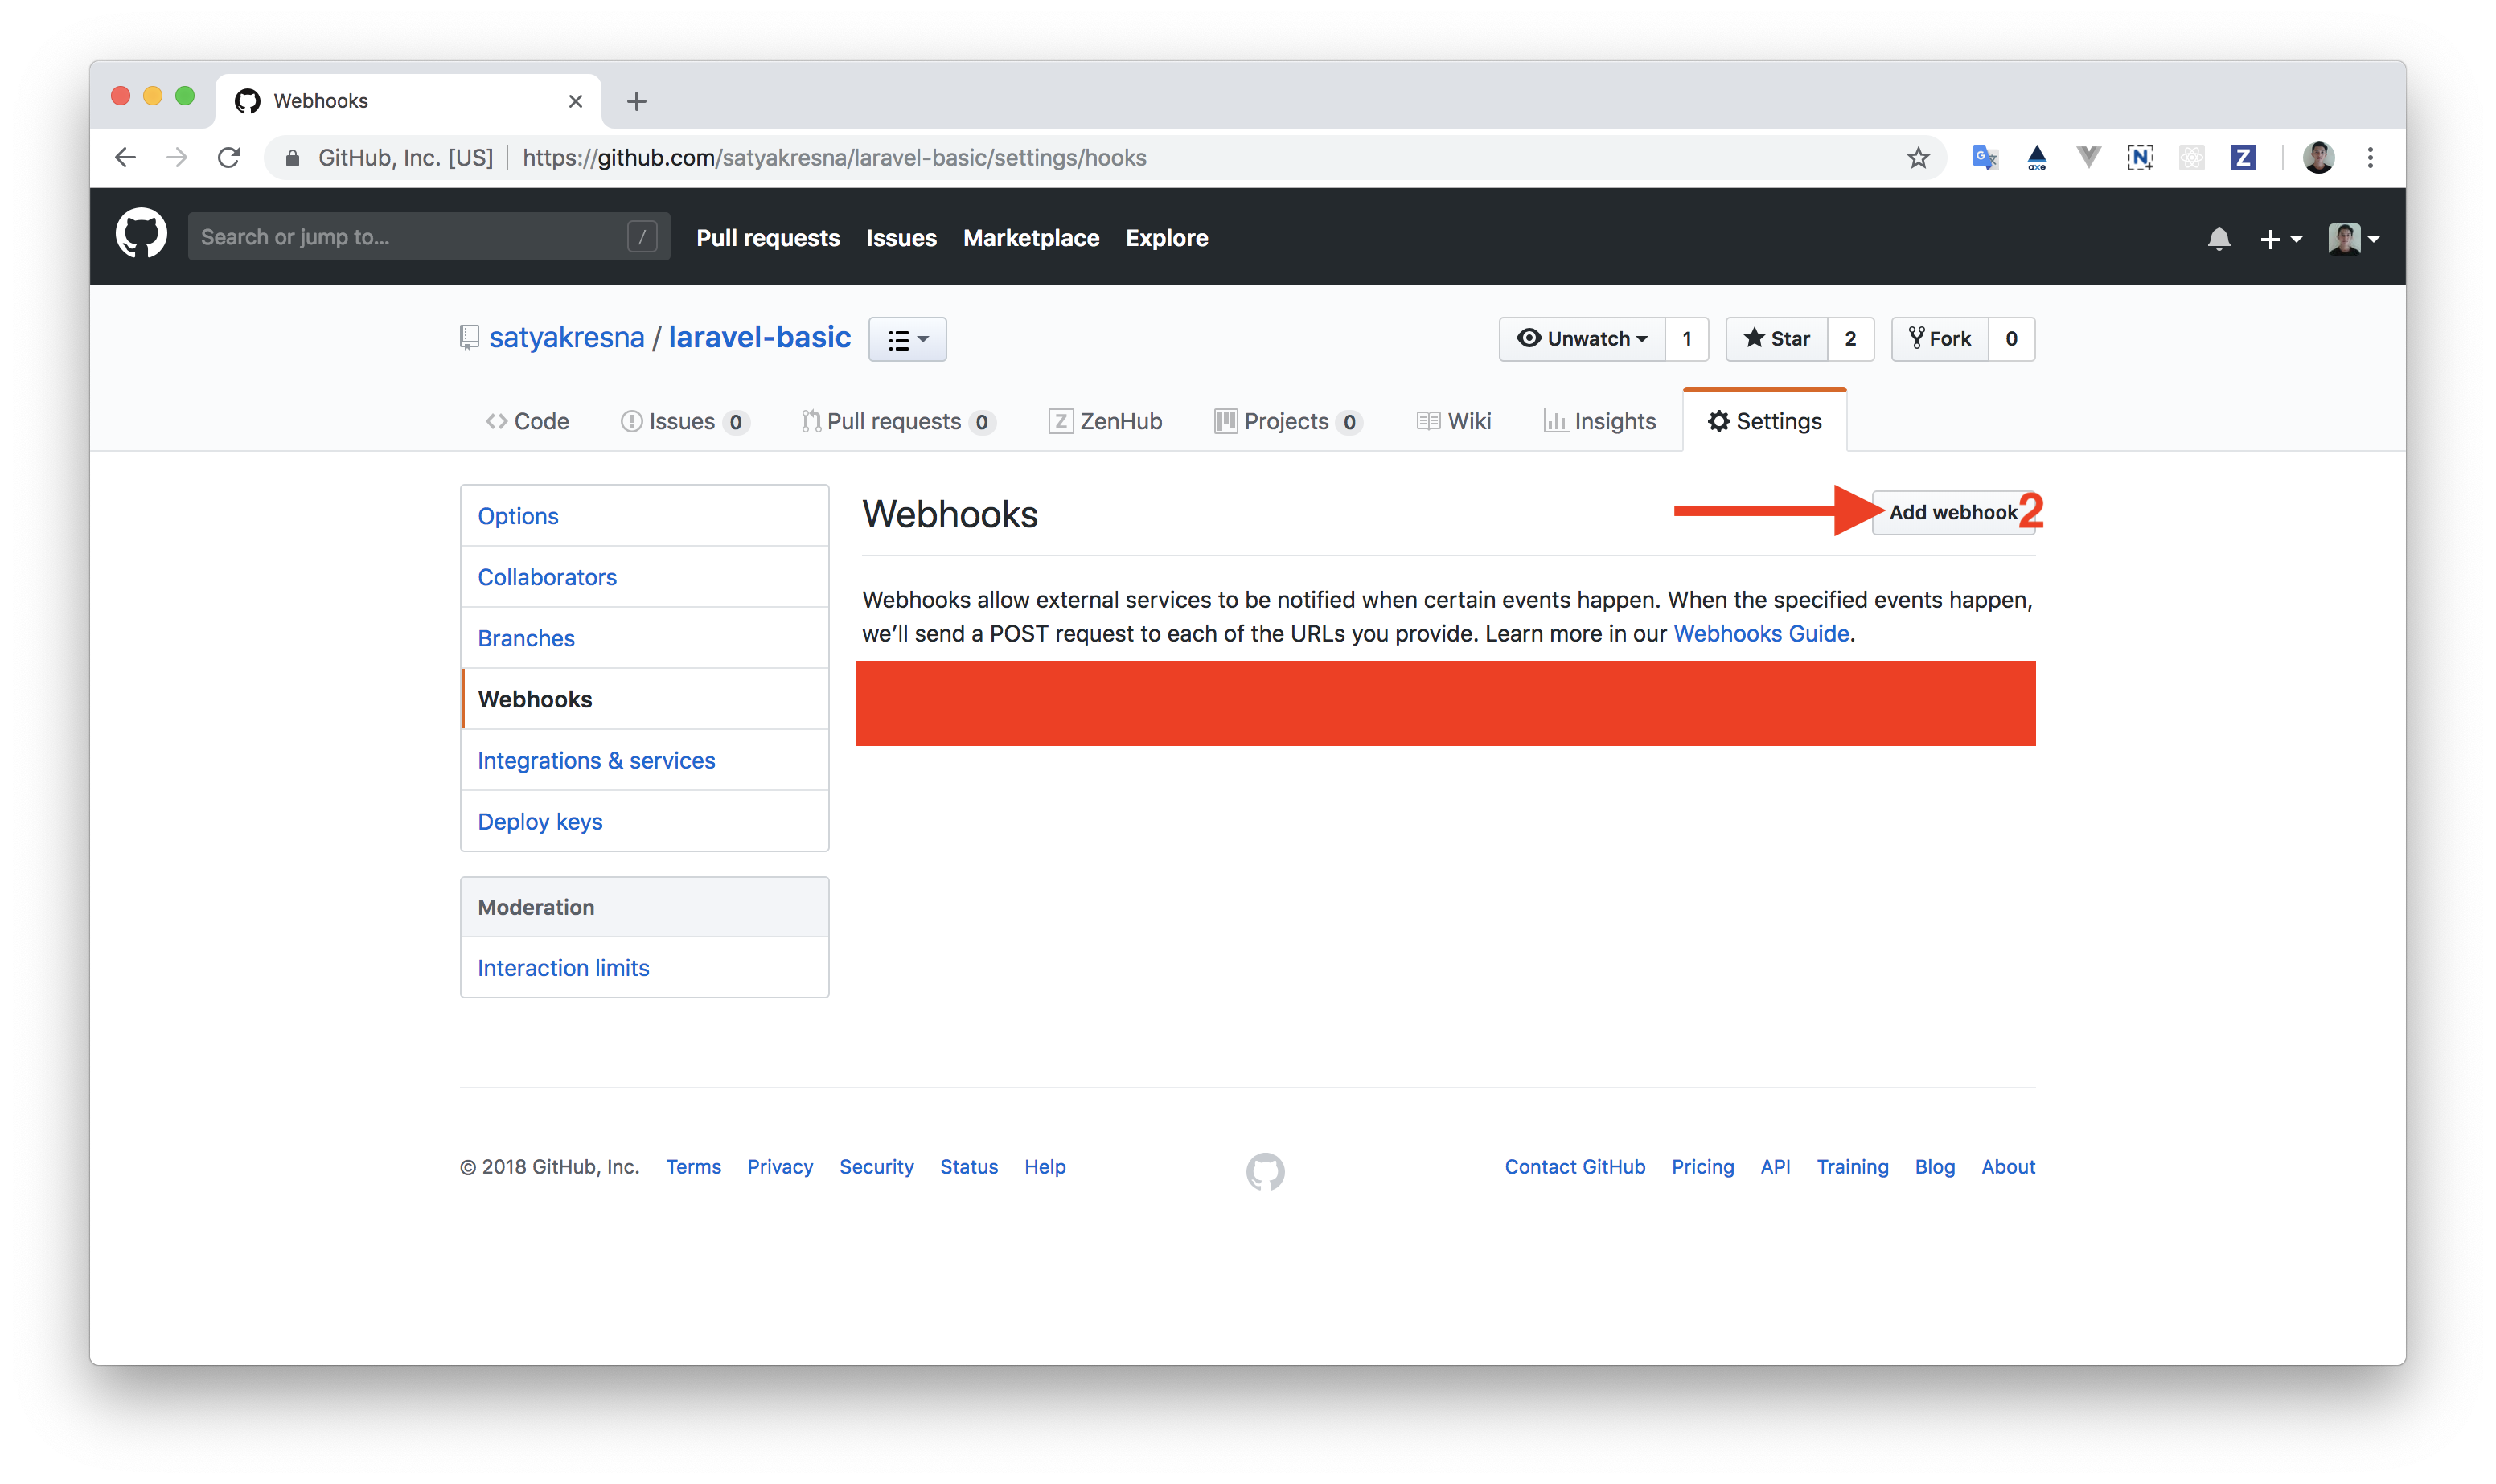 Webhooks
GitHub, Inc. [US] https://github.com/satyakresna/laravel-basic/settings/hooks
axe N Z
Search or jump to... / Pull requests Issues Marketplace Explore
satyakresna / laravel-basic Unwatch 1 Star 2 Fork 0
Code Issues 0 Pull requests 0 Z ZenHub Projects 0 Wiki Insights Settings
Options
Collaborators
Branches
Webhooks
Integrations & services
Deploy keys
Moderation
Interaction limits
Webhooks Add webhook 2
Webhooks allow external services to be notified when certain events happen. When the specified events happen,
we’ll send a POST request to each of the URLs you provide. Learn more in our Webhooks Guide.
© 2018 GitHub, Inc. Terms Privacy Security Status Help Contact GitHub Pricing API Training Blog About